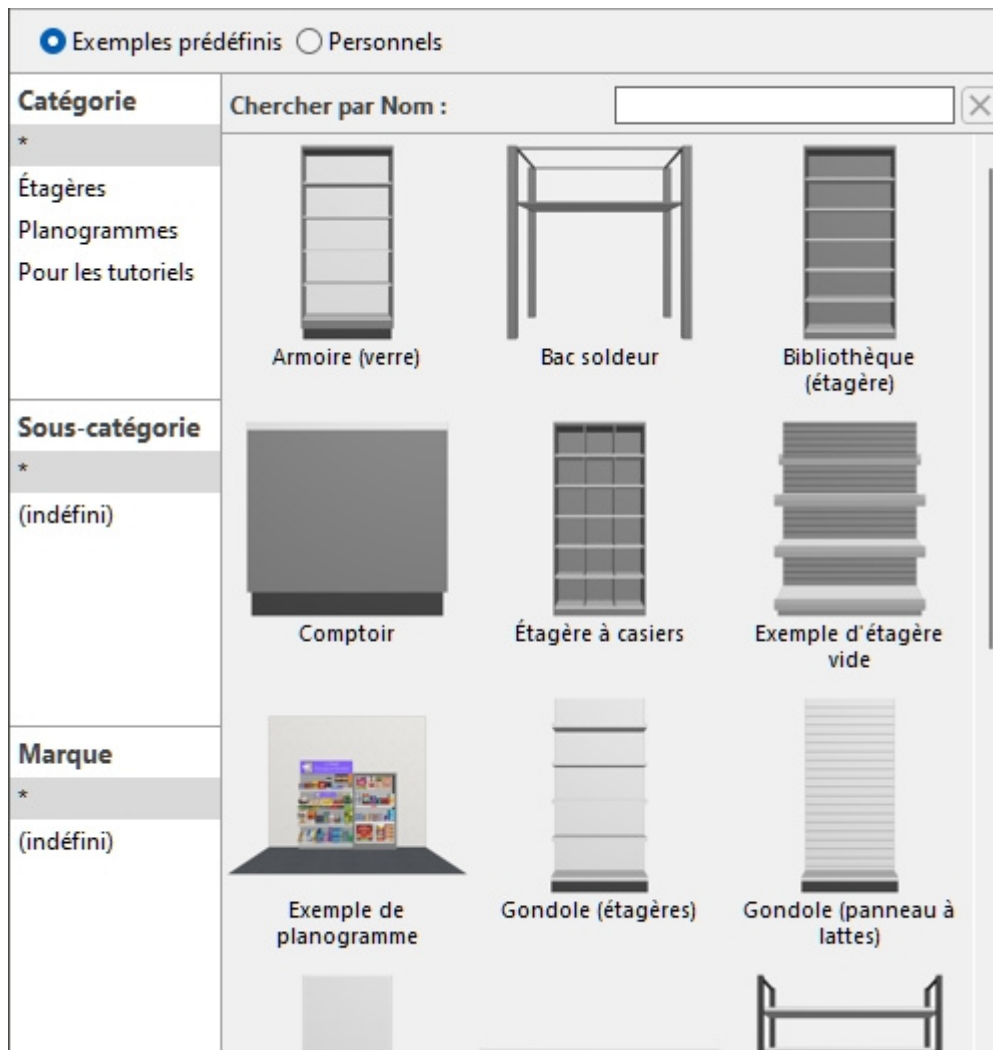 Exemples prédéfinis
Personnels
Catégorie
*
Étagères
Planogrammes
Pour les tutoriels
Sous-catégorie
*
(indéfini)
Marque
*
(indéfini)
Chercher par Nom :
Armoire (verre)
Bac soldeur
Bibliothèque
(étagère)
Comptoir
Étagère à casiers
Exemple d'étagère
vide
Exemple de
planogramme
Gondole (étagères)
Gondole (panneau à
lattes)